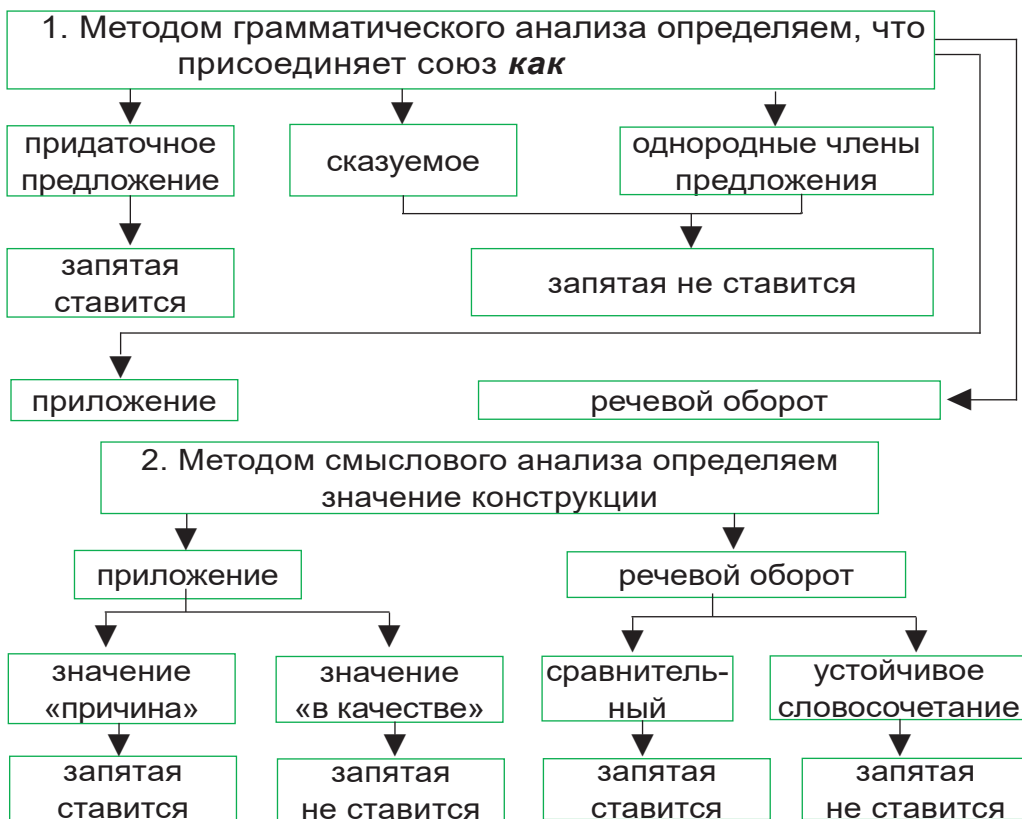 1. Методом грамматического анализа определяем, что
присоединяет союз как
придаточное
предложение
сказуемое
однородные члены
предложения
запятая
ставится
запятая не ставится
приложение
речевой оборот
2. Методом смыслового анализа определяем
значение конструкции
приложение
речевой оборот
значение
«причина»
значение
«в качестве»
сравнитель-
ный
устойчивое
словосочетание
запятая
ставится
запятая
не ставится
запятая
ставится
запятая
не ставится